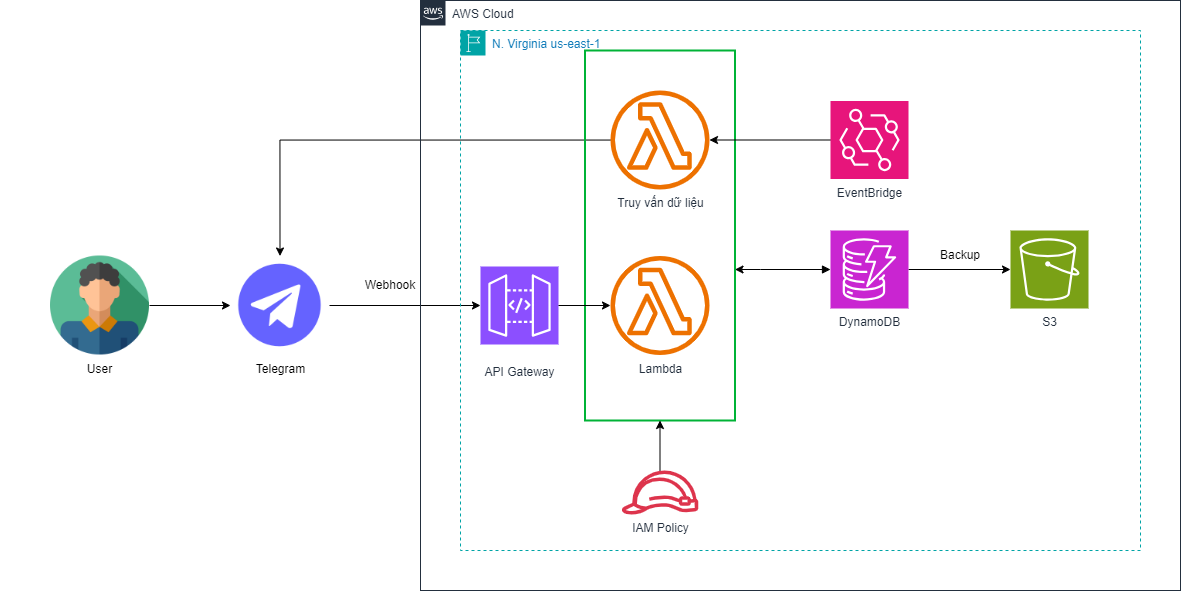 aws
AWS Cloud
N. Virginia us-east-1
Truy vấn dữ liệu
EventBridge
Webhook
Backup
</>
User
Telegram
API Gateway
Lambda
DynamoDB
S3
IAM Policy